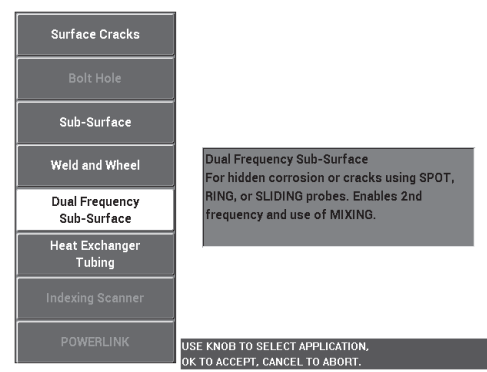 Surface Cracks
Bolt Hole
Sub-Surface
Weld and Wheel
Dual Frequency
Sub-Surface
Heat Exchanger
Tubing
Indexing Scanner
POWERLINK
Dual Frequency Sub-Surface
For hidden corrosion or cracks using SPOT,
RING, or SLIDING probes. Enables 2nd
frequency and use of MIXING.
USE KNOB TO SELECT APPLICATION,
OK TO ACCEPT, CANCEL TO ABORT.